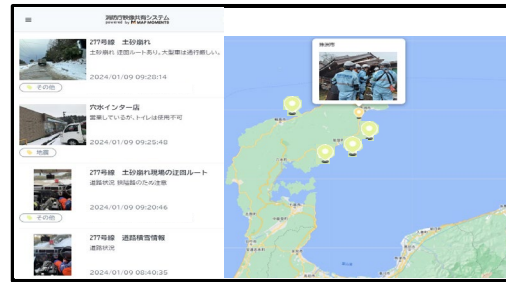 消防庁映像共有システム
powered by MAP MOMENTS
277号線 土砂崩れ
土砂崩れ 迂回ルートあり。大型車は通行厳しい。
2024/01/09 09:28:14
その他
穴水インター店
営業しているが、トイレは使用不可
2024/01/09 09:25:48
地震
277号線 土砂崩れ現場の迂回ルート
道路状況 狭隘路のため注意
2024/01/09 09:20:46
その他
277号線 道路積雪情報
道路状況
2024/01/09 08:40:35
珠洲市